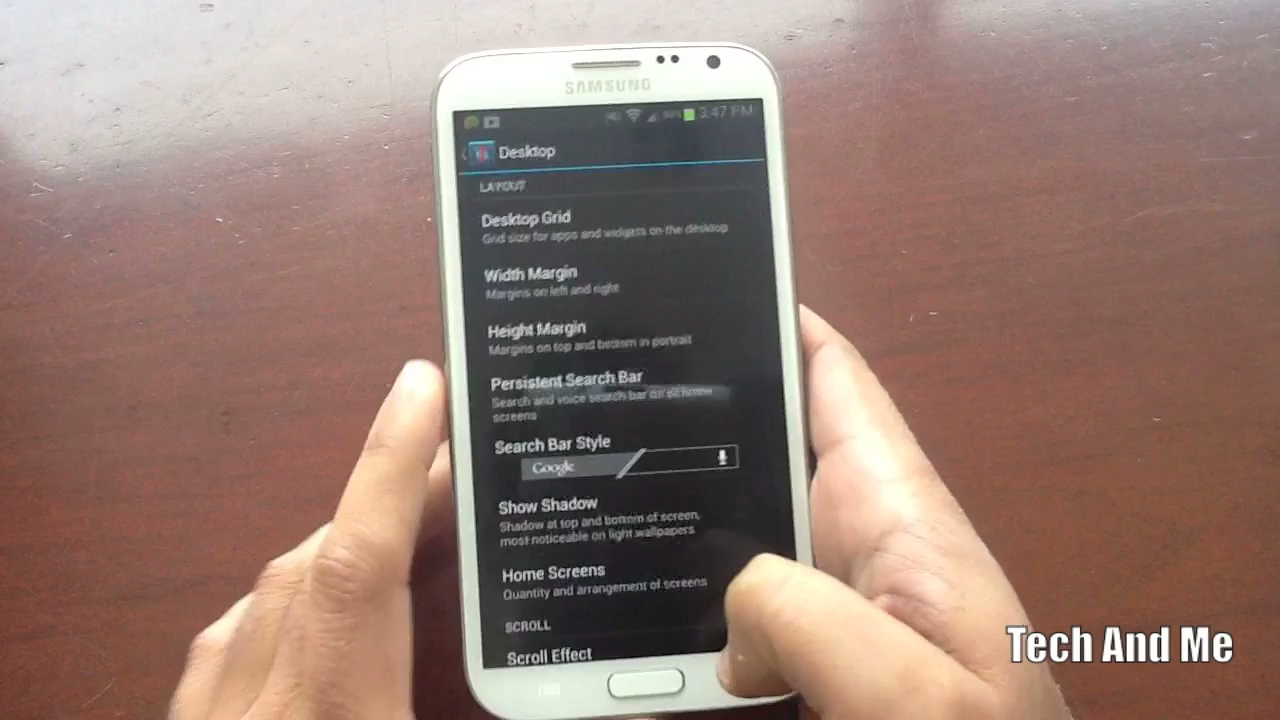 SAMSUNG
3:47 PM
Desktop
LAYOUT
Desktop Grid
Grid size for apps and widgets on the desktop
Width Margin
Margins on left and right
Height Margin
Margins on top and bottom in portrait
Persistent Search Bar
Search and voice search bar on all home
screens
Search Bar Style
Google
Show Shadow
Shadow at top and bottom of screen,
most noticeable on light wallpapers
Home Screens
Quantity and arrangement of screens
SCROLL
Scroll Effect
Tech And Me